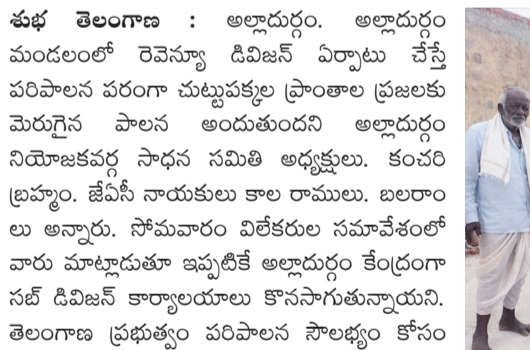 శుభ తెలంగాణ : అల్లాదుర్గం. అల్లాదుర్గం
మండలంలో రెవెన్యూ డివిజన్ ఏర్పాటు చేస్తే
పరిపాలన పరంగా చుట్టుపక్కల ప్రాంతాల ప్రజలకు
మెరుగైన పాలన అందుతుందని అల్లాదుర్గం
నియోజకవర్గ సాధన సమితి అధ్యక్షులు. కంచరి
బ్రహ్మం. జేఏసీ నాయకులు కాల రాములు. బలరాం
లు అన్నారు. సోమవారం విలేకరుల సమావేశంలో
వారు మాట్లాడుతూ ఇప్పటికే అల్లాదుర్గం కేంద్రంగా
సబ్ డివిజన్ కార్యాలయాలు కొనసాగుతున్నాయని.
తెలంగాణ ప్రభుత్వం పరిపాలన సౌలభ్యం కోసం